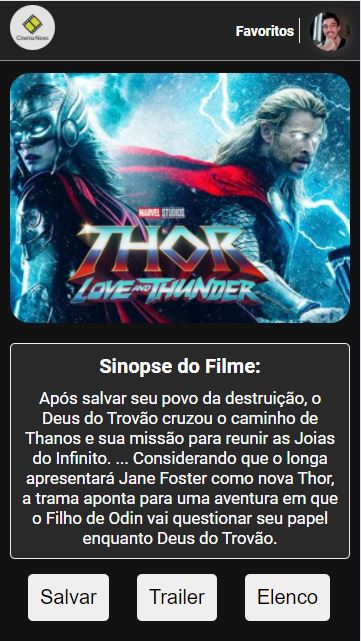 Cinema News
Favoritos
MARVEL STUDIOS
THOR
LOVE AND THUNDER
Sinopse do Filme:
Após salvar seu povo da destruição, o
Deus do Trovão cruzou o caminho de
Thanos e sua missão para reunir as Joias
do Infinito. ... Considerando que o longa
apresentará Jane Foster como nova Thor,
a trama aponta para uma aventura em que
o Filho de Odin vai questionar seu papel
enquanto Deus do Trovão.
Salvar
Trailer
Elenco